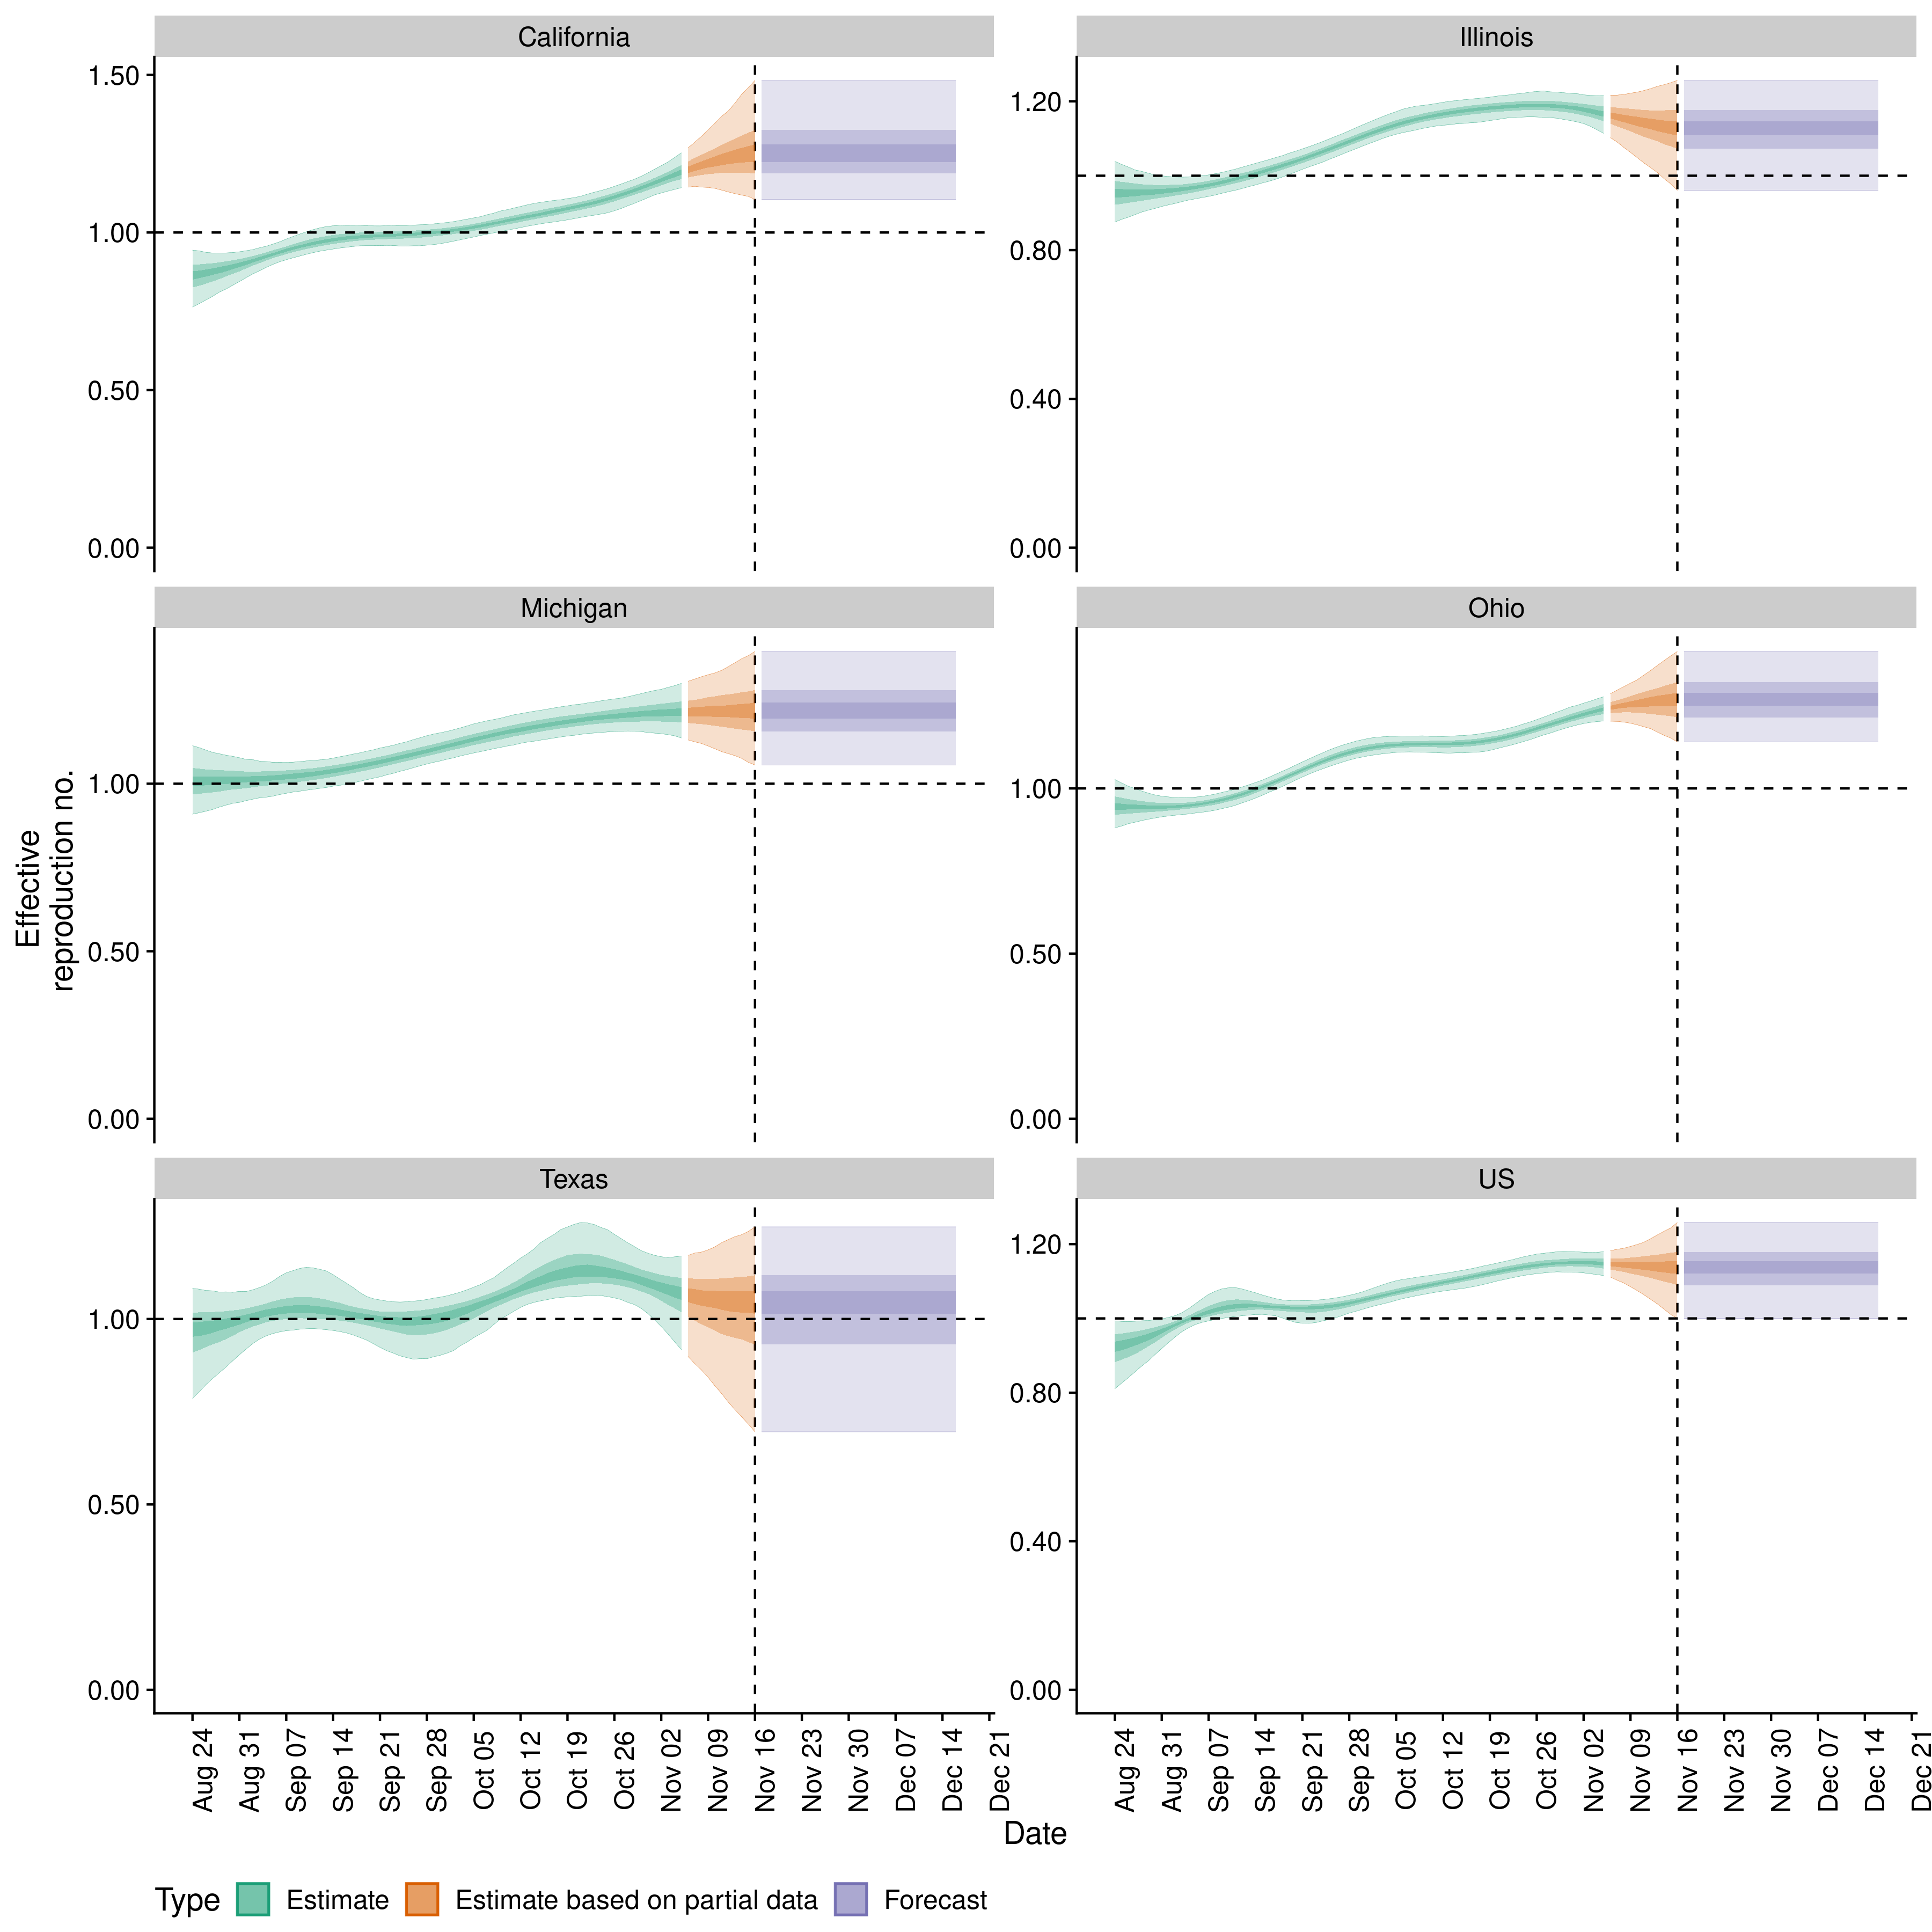 California
Illinois
1.50
1.00
0.50
0.00
1.20
0.80
0.40
0.00
Michigan
Ohio
1.00
0.50
0.00
1.00
0.50
0.00
Texas
US
1.00
0.50
0.00
1.20
0.80
0.40
0.00
Effective
reproduction no.
Aug 24
Aug 31
Sep 07
Sep 14
Sep 21
Sep 28
Oct 05
Oct 12
Oct 19
Oct 26
Nov 02
Nov 09
Nov 16
Nov 23
Nov 30
Dec 07
Dec 14
Dec 21
Aug 24
Aug 31
Sep 07
Sep 14
Sep 21
Sep 28
Oct 05
Oct 12
Oct 19
Oct 26
Nov 02
Nov 09
Nov 16
Nov 23
Nov 30
Dec 07
Dec 14
Dec 21
Date
Type Estimate Estimate based on partial data Forecast